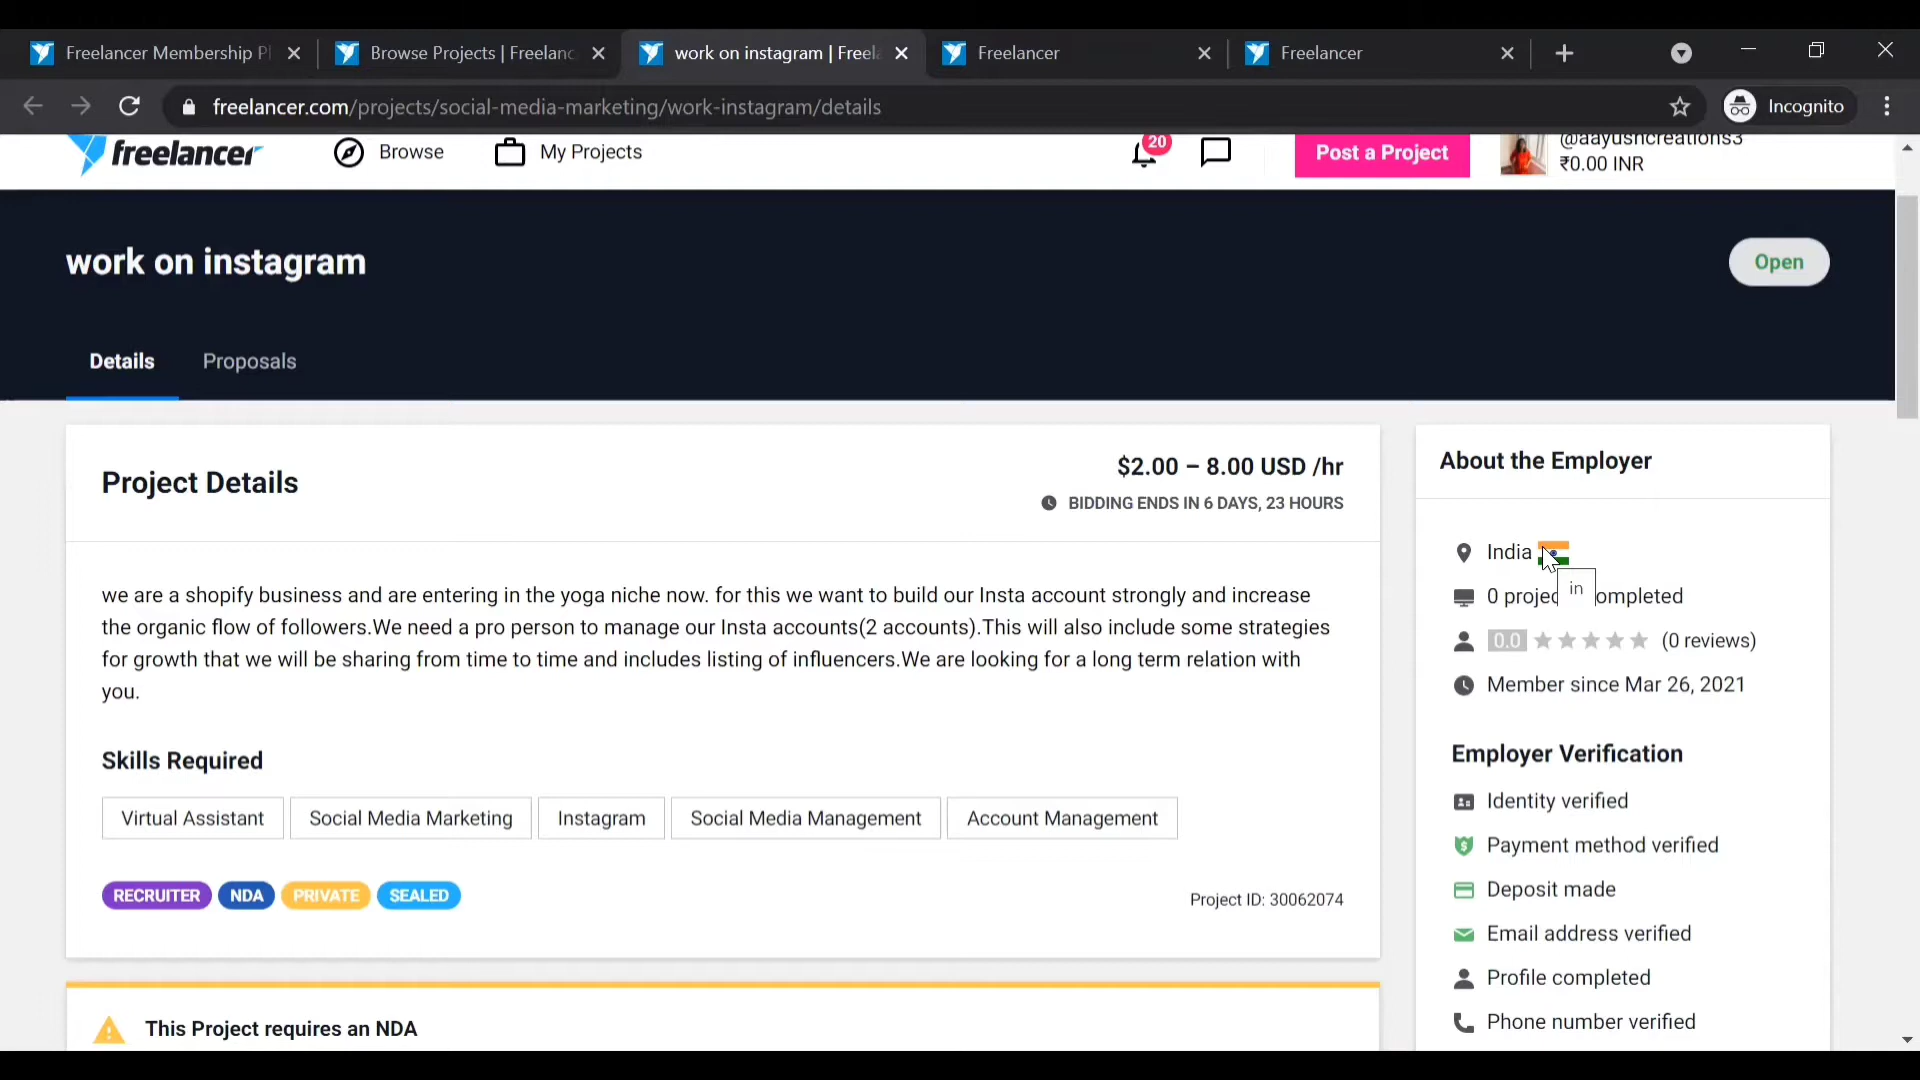 Freelancer Membership Pl
Browse Projects | Freelanc
work on instagram | Freela
Freelancer
Freelancer
freelancer.com/projects/social-media-marketing/work-instagram/details
Incognito
freelancer
Browse
My Projects
20
Post a Project
@aayushcreations3
₹0.00 INR
work on instagram
Open
Details
Proposals
Project Details
$2.00 – 8.00 USD /hr
BIDDING ENDS IN 6 DAYS, 23 HOURS
we are a shopify business and are entering in the yoga niche now. for this we want to build our Insta account strongly and increase
the organic flow of followers.We need a pro person to manage our Insta accounts(2 accounts).This will also include some strategies
for growth that we will be sharing from time to time and includes listing of influencers.We are looking for a long term relation with
you.
Skills Required
Virtual Assistant
Social Media Marketing
Instagram
Social Media Management
Account Management
RECRUITER
NDA
PRIVATE
SEALED
Project ID: 30062074
This Project requires an NDA
About the Employer
India
in
0 projec ompleted
0.0 (0 reviews)
Member since Mar 26, 2021
Employer Verification
Identity verified
Payment method verified
Deposit made
Email address verified
Profile completed
Phone number verified